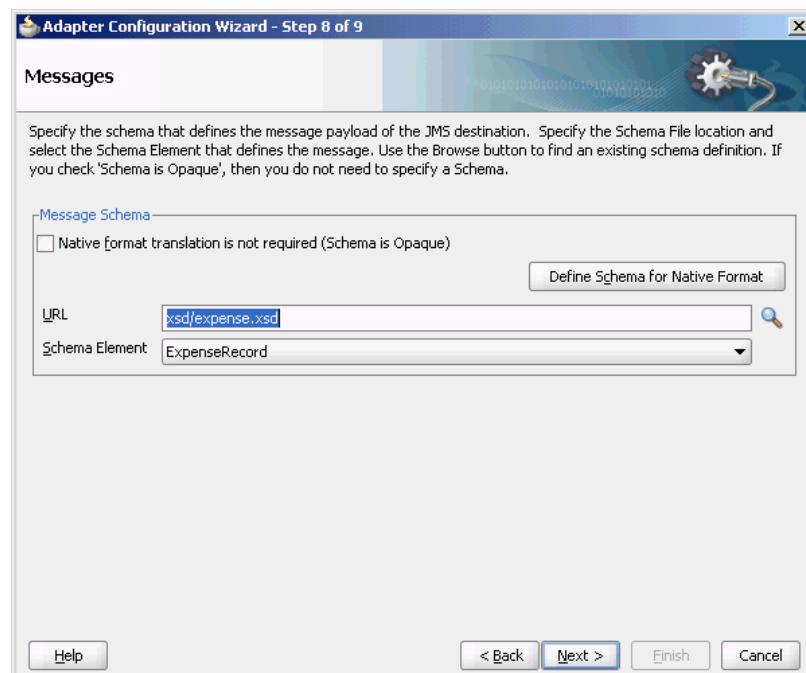 Adapter Configuration Wizard - Step 8 of 9
Messages
Specify the schema that defines the message payload of the JMS destination.  Specify the Schema File location and
select the Schema Element that defines the message. Use the Browse button to find an existing schema definition. If
you check 'Schema is Opaque', then you do not need to specify a Schema.
Message Schema
Native format translation is not required (Schema is Opaque)
Define Schema for Native Format
URL
xsd/expense.xsd
Schema Element
ExpenseRecord
Help
< Back
Next >
Finish
Cancel